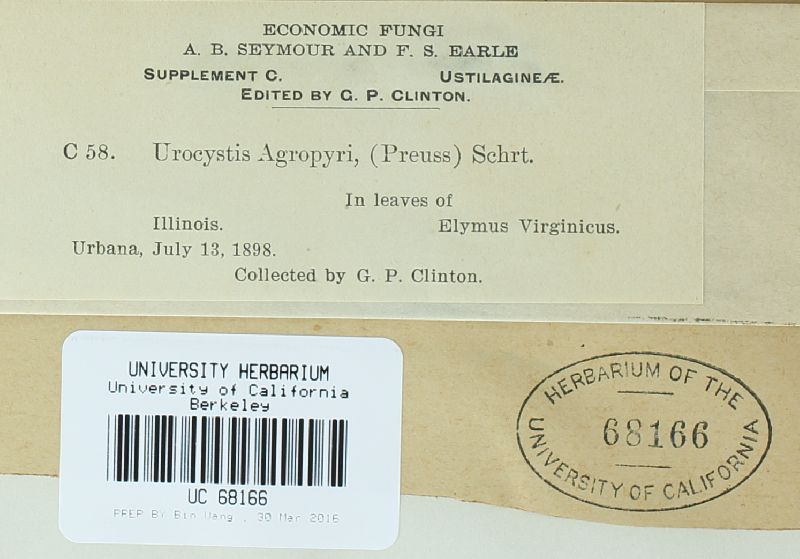 ECONOMIC FUNGI
A. B. SEYMOUR AND F. S. EARLE
SUPPLEMENT C. USTILAGINEÆ.
EDITED BY G. P. CLINTON.
C 58. Urocystis Agropyri, (Preuss) Schrt.
In leaves of
Illinois. Elymus Virginicus.
Urbana, July 13, 1898.
Collected by G. P. Clinton.
UNIVERSITY HERBARIUM
University of California
Berkeley
UC 68166
PREP BY Bin Wang , 30 Mar 2016
HERBARIUM OF THE
68166
UNIVERSITY OF CALIFORNIA